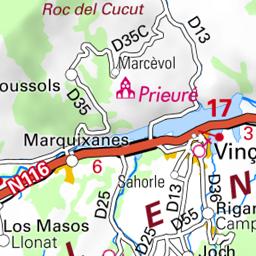 Roc del Cucut
D35C
D13
Marcèvol
oussols
Prieuré
D35
17
Marquixanes
3
Vinç
6
N116
Sahorle
D13
D36
D25
E
N
Los Masos
Rigar
D55
Camp
Llonat
D25
Joch